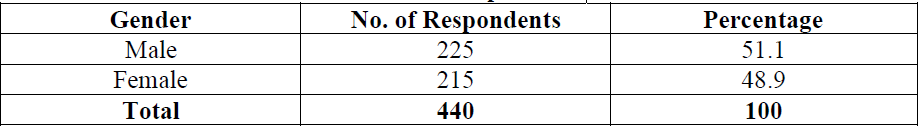 Gender No. of Respondents Percentage
Male 225 51.1
Female 215 48.9
Total 440 100